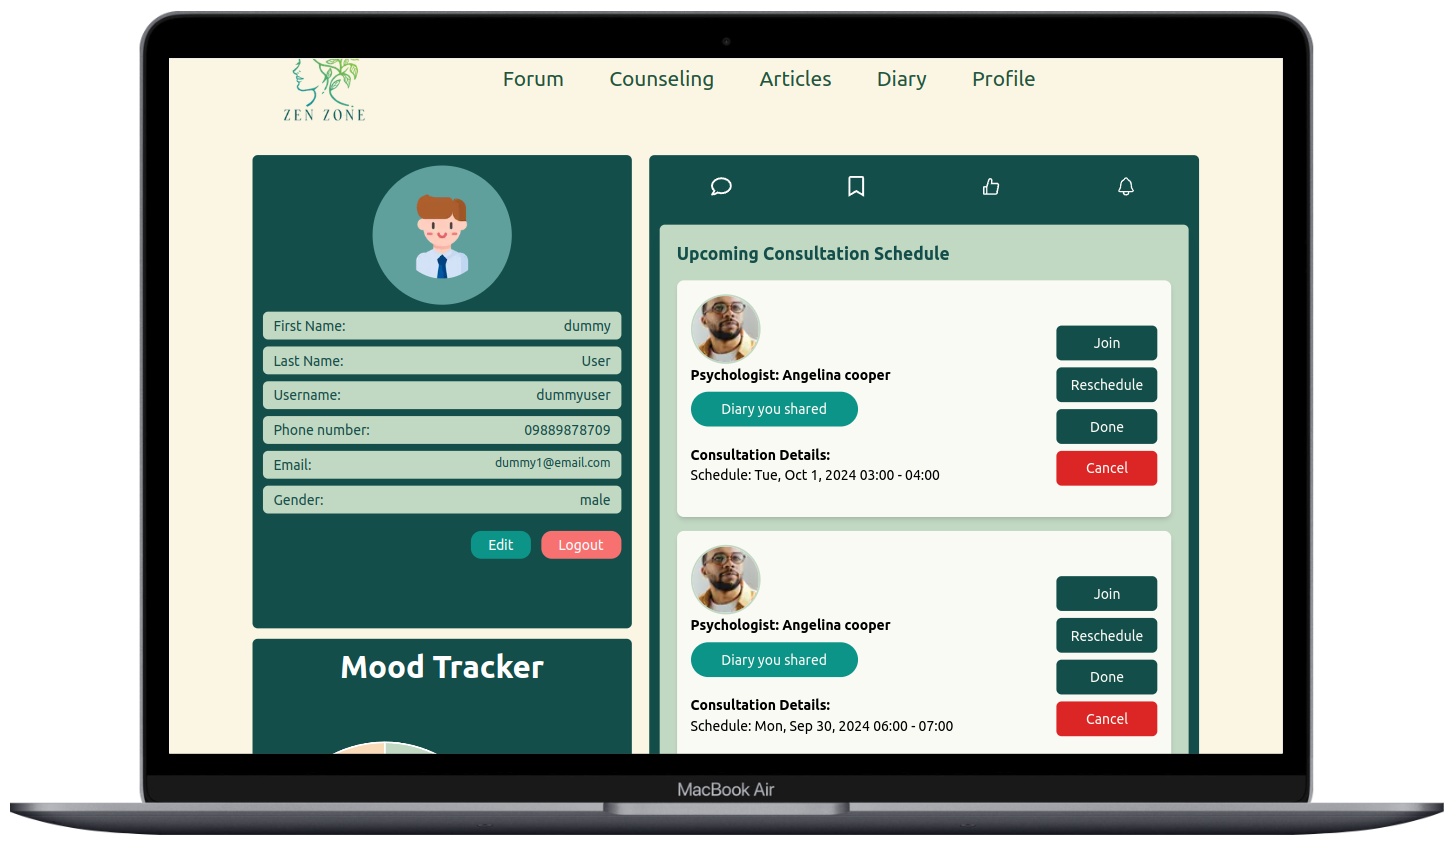 ZEN ZONE
Forum Counseling Articles Diary Profile
First Name: dummy
Last Name: User
Username: dummyuser
Phone number: 09889878709
Email: dummy1@email.com
Gender: male
Edit Logout
Mood Tracker
Upcoming Consultation Schedule
Psychologist: Angelina cooper
Diary you shared
Consultation Details:
Schedule: Tue, Oct 1, 2024 03:00 - 04:00
Join
Reschedule
Done
Cancel
Psychologist: Angelina cooper
Diary you shared
Consultation Details:
Schedule: Mon, Sep 30, 2024 06:00 - 07:00
Join
Reschedule
Done
Cancel
MacBook Air